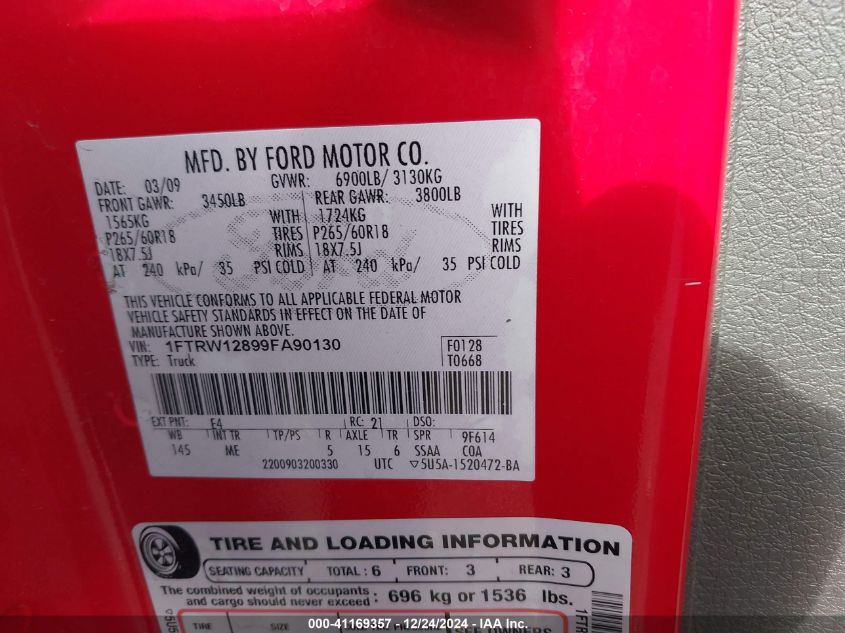 MFD. BY FORD MOTOR CO.
DATE: 03/09 GVWR: 6900LB/ 3130KG
FRONT GAWR: 3450LB REAR GAWR: 3800LB
1565KG WITH 1724KG WITH
P265/60R18 TIRES P265/60R18 TIRES
18X7.5J RIMS 18X7.5J RIMS
AT 240 kPa/ 35 PSI COLD AT 240 kPa/ 35 PSI COLD
THIS VEHICLE CONFORMS TO ALL APPLICABLE FEDERAL MOTOR
VEHICLE SAFETY STANDARDS IN EFFECT ON THE DATE OF
MANUFACTURE SHOWN ABOVE.
VIN: 1FTRW12899FA90130 F0128
TYPE: Truck T0668
EXT PNT: F4 RC: 21 DSO:
WB INT TR TP/PS R AXLE TR SPR 9F614
145 ME 5 15 6 SSAA COA
2200903200330 UTC ▽5U5A-1520472-BA
TIRE AND LOADING INFORMATION
SEATING CAPACITY TOTAL: 6 FRONT: 3 REAR: 3
The combined weight of occupants and cargo should never exceed: 696 kg or 1536 lbs.
TIRE SIZE
1FTR
000-41169357 - 12/24/2024 - IAA Inc.